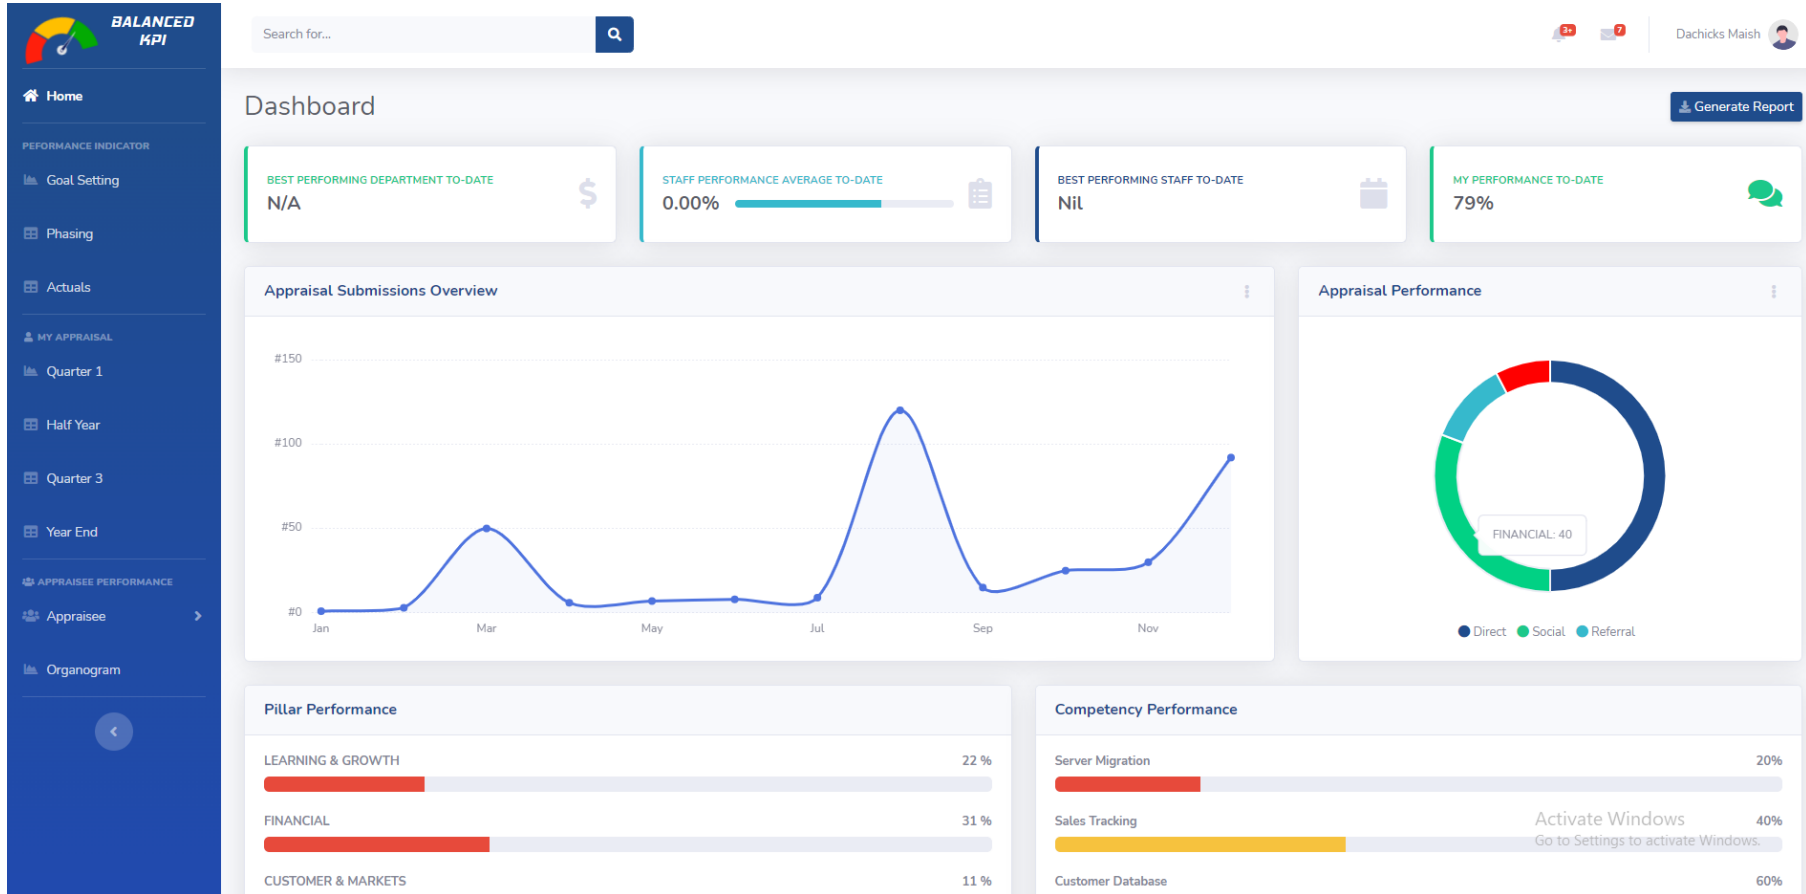 BALANCED
KPI
Search for...
3+
7
Dachicks Maish
Home
PEFORMANCE INDICATOR
Goal Setting
Phasing
Actuals
MY APPRAISAL
Quarter 1
Half Year
Quarter 3
Year End
APPRAISEE PERFORMANCE
Appraisee
Organogram
Dashboard
Generate Report
BEST PERFORMING DEPARTMENT TO-DATE
N/A
STAFF PERFORMANCE AVERAGE TO-DATE
0.00%
BEST PERFORMING STAFF TO-DATE
Nil
MY PERFORMANCE TO-DATE
79%
Appraisal Submissions Overview
#150
#100
#50
#0
Jan Mar May Jul Sep Nov
Appraisal Performance
FINANCIAL: 40
Direct Social Referral
Pillar Performance
LEARNING & GROWTH 22 %
FINANCIAL 31 %
CUSTOMER & MARKETS 11 %
Competency Performance
Server Migration 20%
Sales Tracking 40%
Customer Database 60%
Activate Windows
Go to Settings to activate Windows.